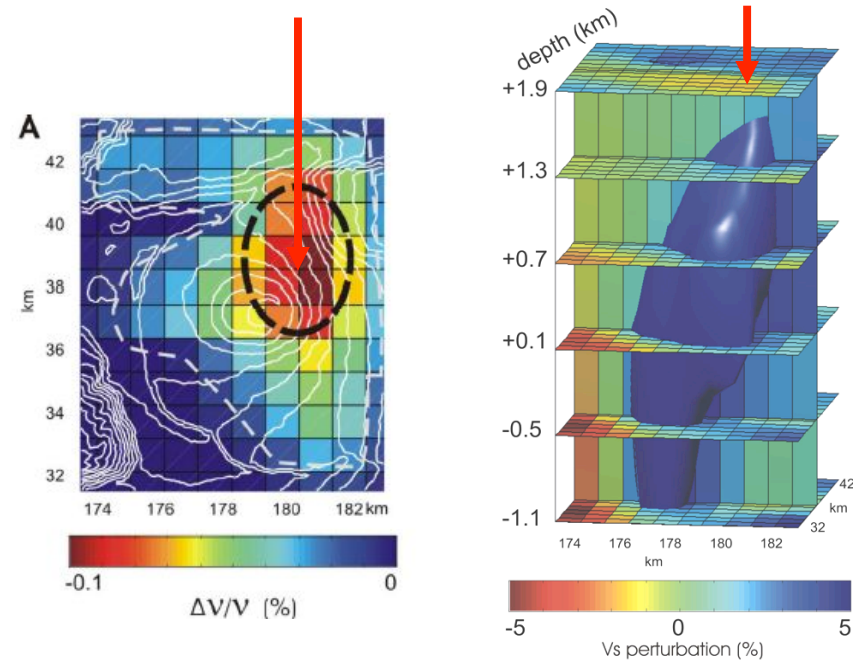 A
42
40
38
36
34
32
km
174 176 178 180 182 km
-0.1 0
Δν/ν (%)
depth (km)
+1.9
+1.3
+0.7
+0.1
-0.5
-1.1
174 176 178 180 182
km
32
km
42
-5 0 5
Vs perturbation (%)